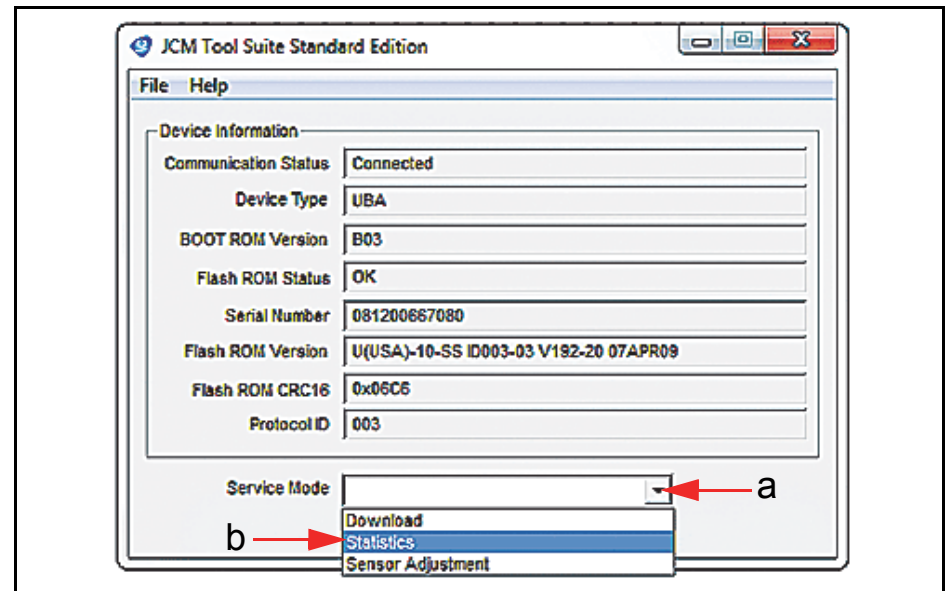 JCM Tool Suite Standard Edition
File Help
Device Information
Communication Status Connected
Device Type UBA
BOOT ROM Version B03
Flash ROM Status OK
Serial Number 081200667080
Flash ROM Version U(USA)-10-SS ID003-03 V192-20 07APR09
Flash ROM CRC16 0x06C6
Protocol ID 003
Service Mode
a
Download
b Statistics
Sensor Adjustment